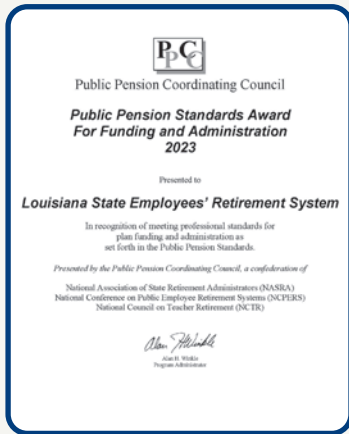 PPCC
Public Pension Coordinating Council
Public Pension Standards Award
For Funding and Administration
2023
Presented to
Louisiana State Employees' Retirement System
In recognition of meeting professional standards for
plan funding and administration as
set forth in the Public Pension Standards.
Presented by the Public Pension Coordinating Council, a confederation of
National Association of State Retirement Administrators (NASRA)
National Conference on Public Employee Retirement Systems (NCPERS)
National Council on Teacher Retirement (NCTR)
Alan H. Winkle
Alan H. Winkle
Program Administrator